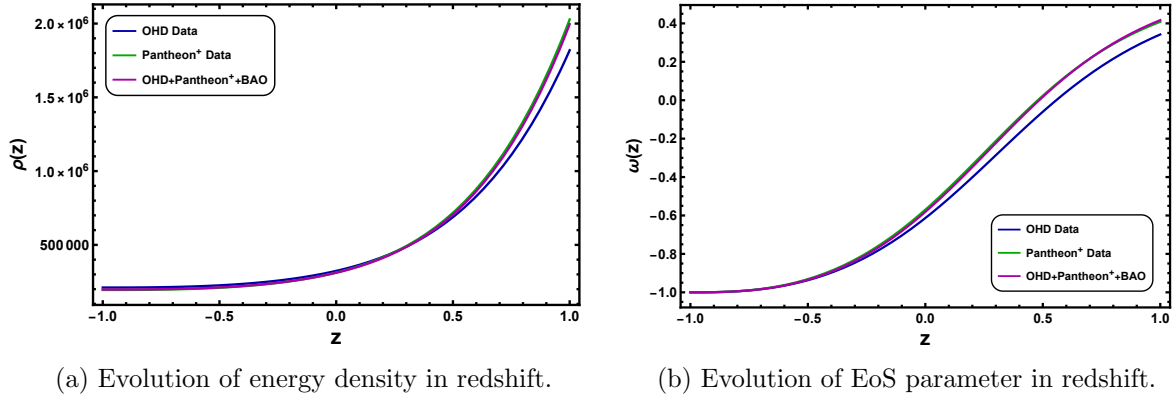 2.0 × 10⁶
1.5 × 10⁶
1.0 × 10⁶
500 000
ρ(z)
OHD Data
Pantheon⁺ Data
OHD+Pantheon⁺+BAO
-1.0 -0.5 0.0 0.5 1.0
z
(a) Evolution of energy density in redshift.
0.4
0.2
0.0
-0.2
-0.4
-0.6
-0.8
-1.0
ω(z)
OHD Data
Pantheon⁺ Data
OHD+Pantheon⁺+BAO
-1.0 -0.5 0.0 0.5 1.0
z
(b) Evolution of EoS parameter in redshift.